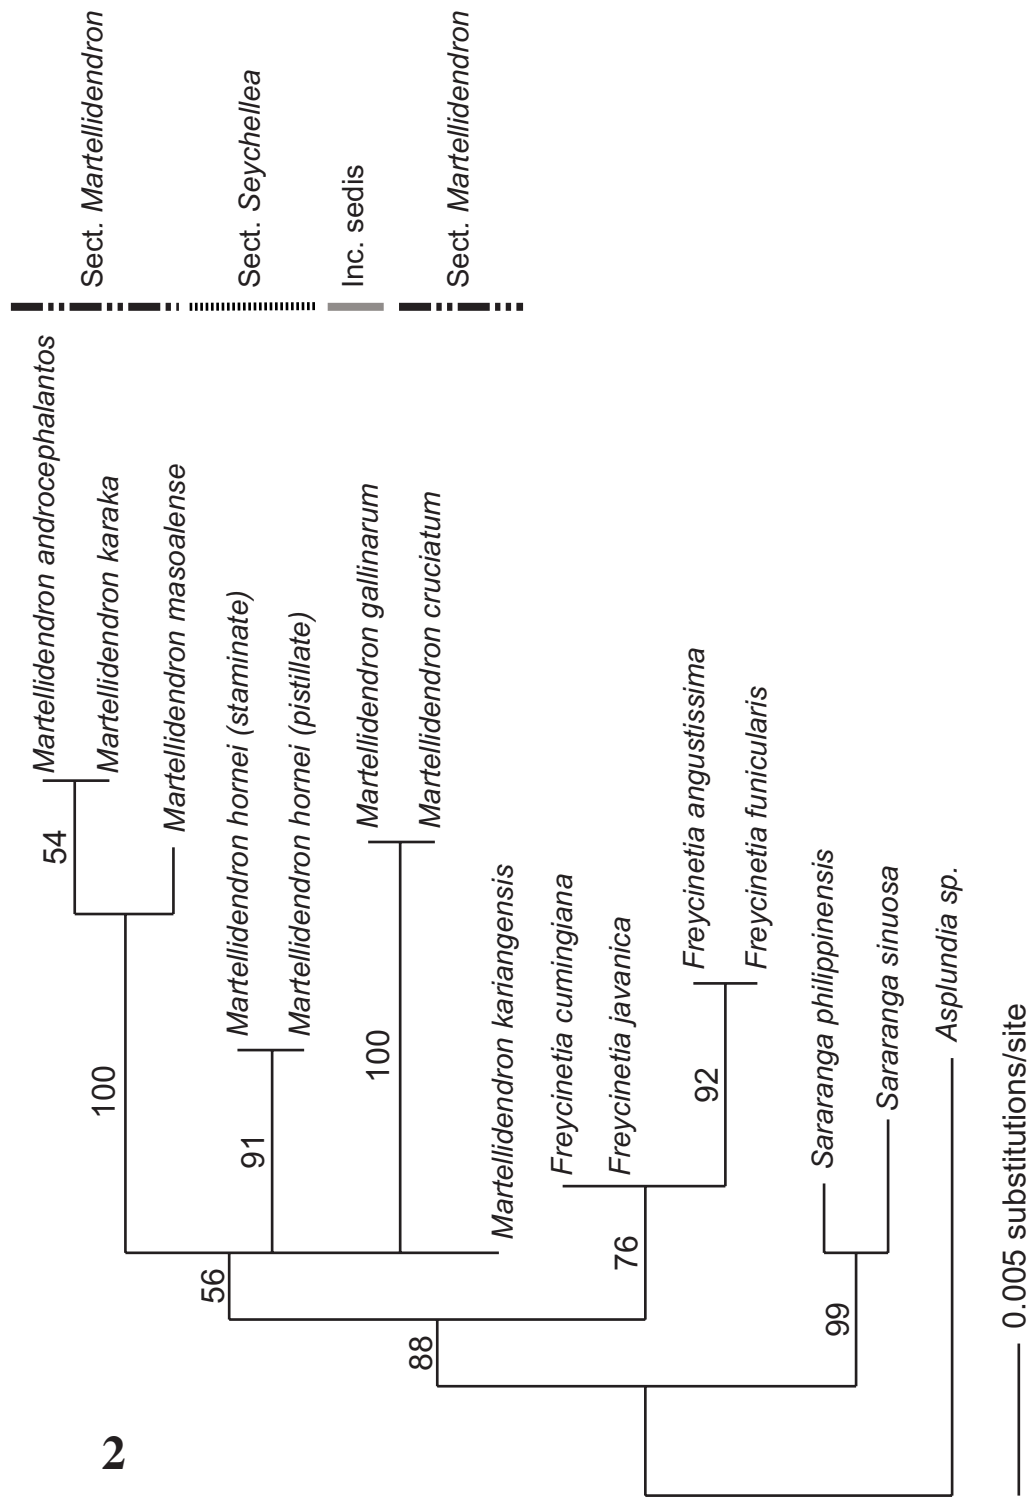 2
Martellidendron androcephalantos
Martellidendron karaka
Martellidendron masoalense
Martellidendron hornei (staminate)
Martellidendron hornei (pistillate)
Martellidendron gallinarum
Martellidendron cruciatum
Martellidendron kariangensis
Freycinetia cumingiana
Freycinetia javanica
Freycinetia angustissima
Freycinetia funicularis
Sararanga philippinensis
Sararanga sinuosa
Asplundia sp.
Sect. Martellidendron
Sect. Seychellea
Inc. sedis
Sect. Martellidendron
54
100
91
100
56
88
76
92
99
0.005 substitutions/site